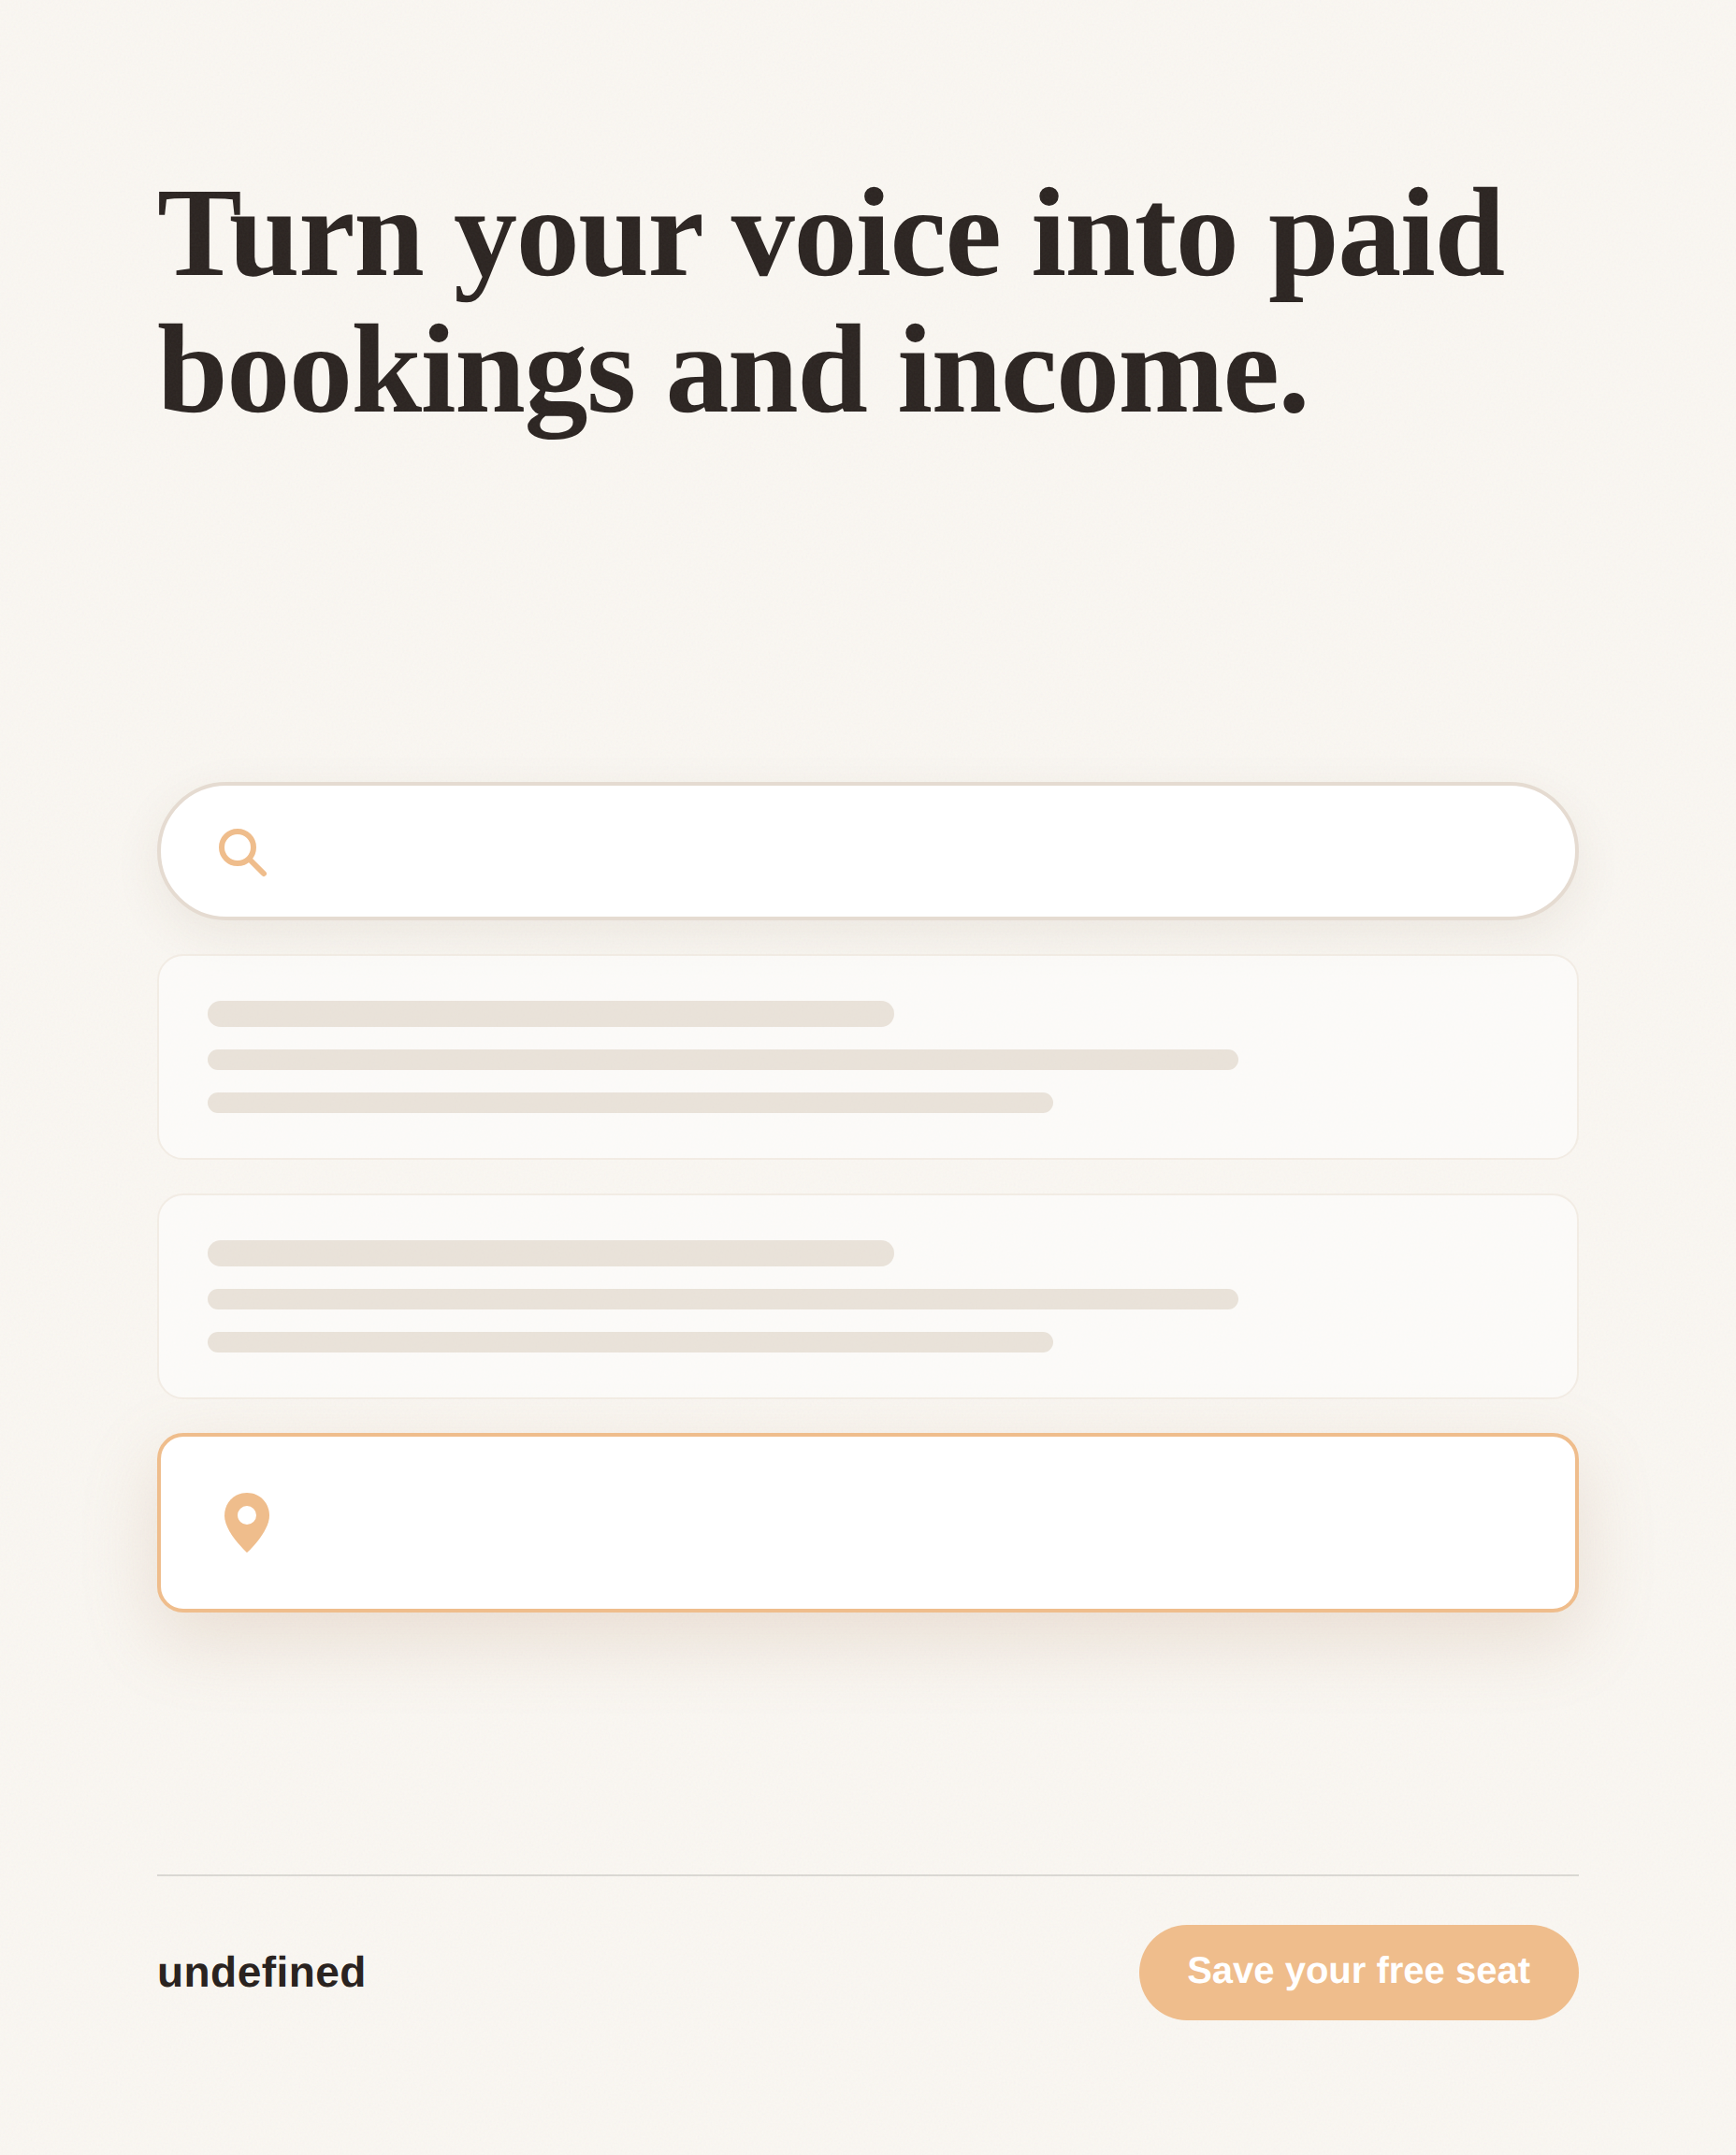 Turn your voice into paid
bookings and income.
undefined
Save your free seat